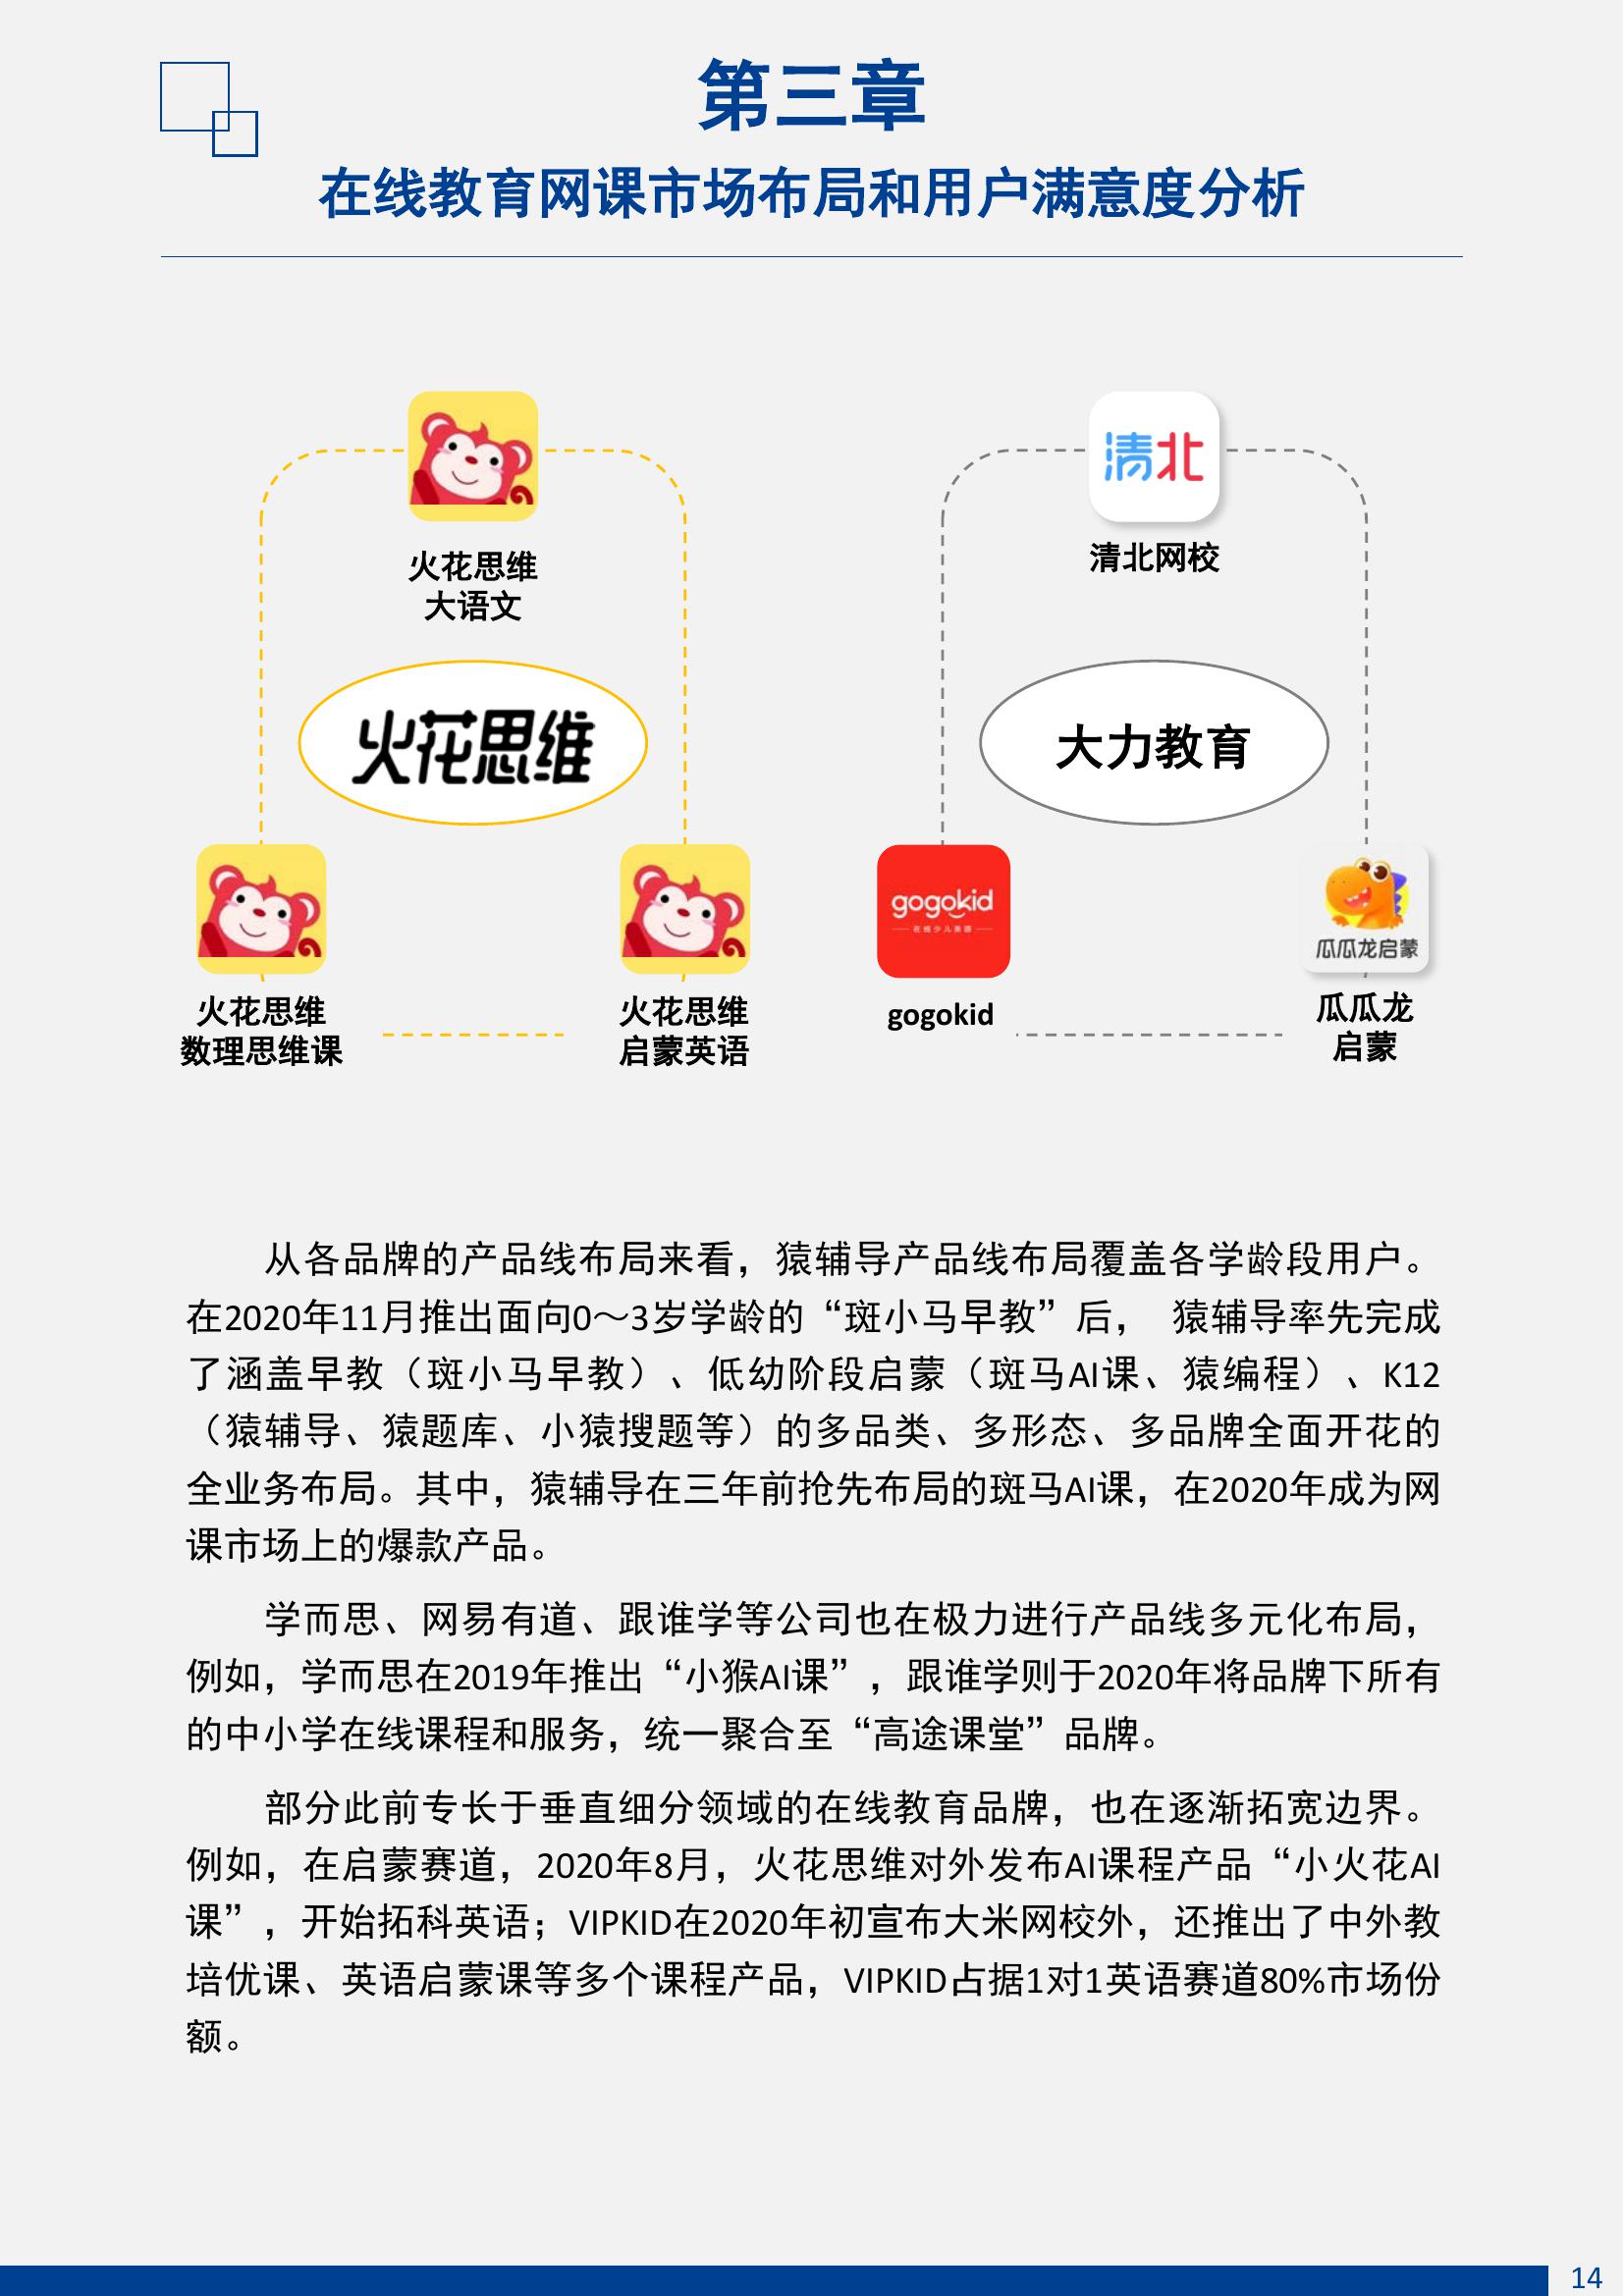 第三章
在线教育网课市场布局和用户满意度分析
清北
火花思维
大语文
清北网校
火花思维
大力教育
gogokid
在线少儿英语
瓜瓜龙启蒙
火花思维
数理思维课
火花思维
启蒙英语
gogokid
瓜瓜龙
启蒙
从各品牌的产品线布局来看，猿辅导产品线布局覆盖各学龄段用户。
在2020年11月推出面向0～3岁学龄的“斑小马早教”后， 猿辅导率先完成
了涵盖早教（斑小马早教）、低幼阶段启蒙（斑马AI课、猿编程）、K12
（猿辅导、猿题库、小猿搜题等）的多品类、多形态、多品牌全面开花的
全业务布局。其中，猿辅导在三年前抢先布局的斑马AI课，在2020年成为网
课市场上的爆款产品。
学而思、网易有道、跟谁学等公司也在极力进行产品线多元化布局，
例如，学而思在2019年推出“小猴AI课”，跟谁学则于2020年将品牌下所有
的中小学在线课程和服务，统一聚合至“高途课堂”品牌。
部分此前专长于垂直细分领域的在线教育品牌，也在逐渐拓宽边界。
例如，在启蒙赛道，2020年8月，火花思维对外发布AI课程产品“小火花AI
课”，开始拓科英语；VIPKID在2020年初宣布大米网校外，还推出了中外教
培优课、英语启蒙课等多个课程产品，VIPKID占据1对1英语赛道80%市场份
额。
14